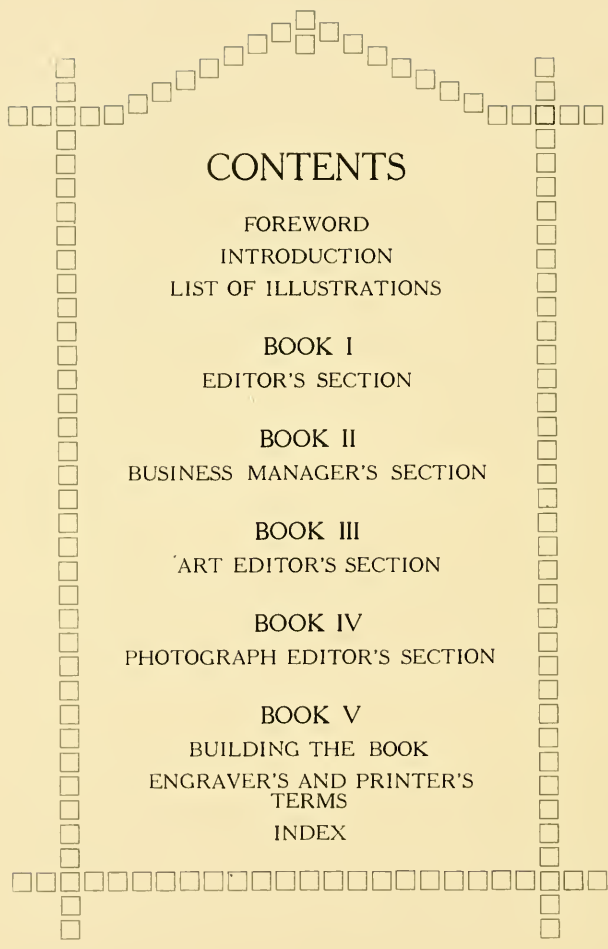 CONTENTS
FOREWORD
INTRODUCTION
LIST OF ILLUSTRATIONS
BOOK I
EDITOR'S SECTION
BOOK II
BUSINESS MANAGER'S SECTION
BOOK III
ART EDITOR'S SECTION
BOOK IV
PHOTOGRAPH EDITOR'S SECTION
BOOK V
BUILDING THE BOOK
ENGRAVER'S AND PRINTER'S
TERMS
INDEX